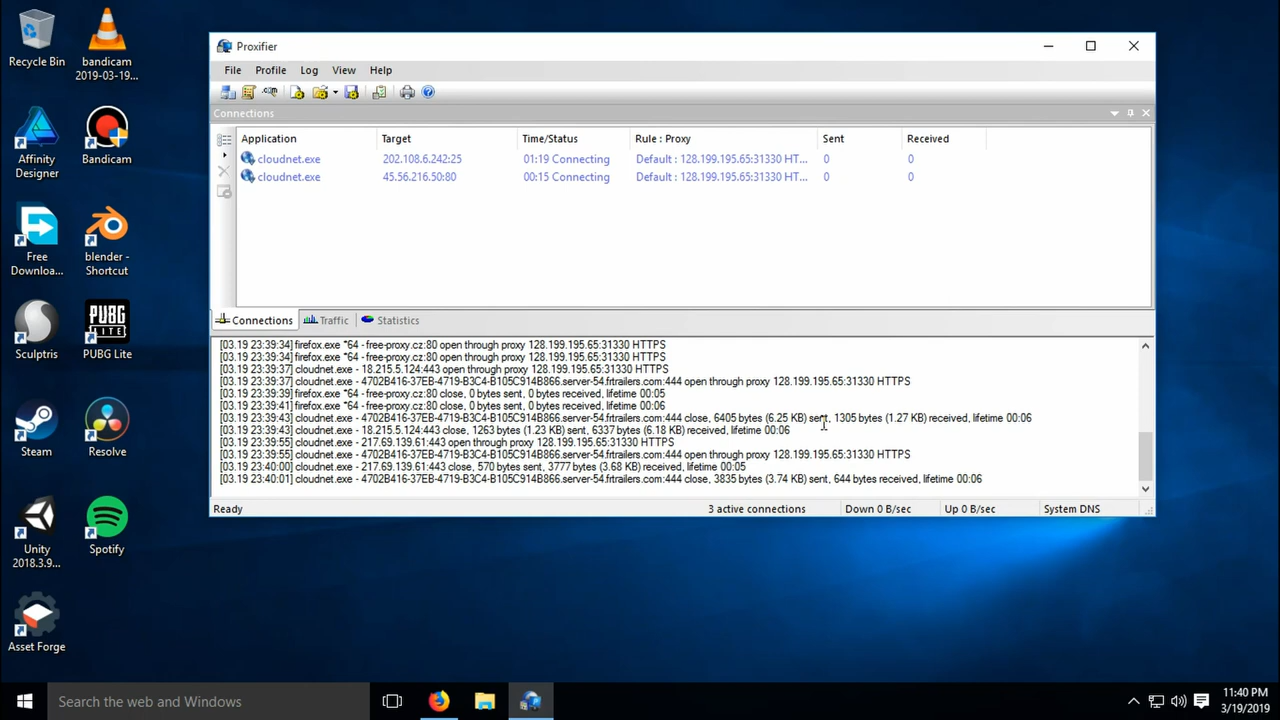 Recycle Bin
bandicam
2019-03-19...
Affinity
Designer
Bandicam
Free
Downloa...
blender -
Shortcut
Sculptris
PUBG
LITE
PUBG Lite
Steam
Resolve
Unity
2018.3.9...
Spotify
Asset Forge
Proxifier
File Profile Log View Help
.com
Connections
Application Target Time/Status Rule : Proxy Sent Received
cloudnet.exe 202.108.6.242:25 01:19 Connecting Default : 128.199.195.65:31330 HT... 0 0
cloudnet.exe 45.56.216.50:80 00:15 Connecting Default : 128.199.195.65:31330 HT... 0 0
Connections Traffic Statistics
[03.19 23:39:34] firefox.exe *64 - free-proxy.cz:80 open through proxy 128.199.195.65:31330 HTTPS
[03.19 23:39:34] firefox.exe *64 - free-proxy.cz:80 open through proxy 128.199.195.65:31330 HTTPS
[03.19 23:39:37] cloudnet.exe - 18.215.5.124:443 open through proxy 128.199.195.65:31330 HTTPS
[03.19 23:39:37] cloudnet.exe - 4702B416-37EB-4719-B3C4-B105C914B866.server-54.frtrailers.com:444 open through proxy 128.199.195.65:31330 HTTPS
[03.19 23:39:39] firefox.exe *64 - free-proxy.cz:80 close, 0 bytes sent, 0 bytes received, lifetime 00:05
[03.19 23:39:41] firefox.exe *64 - free-proxy.cz:80 close, 0 bytes sent, 0 bytes received, lifetime 00:06
[03.19 23:39:43] cloudnet.exe - 4702B416-37EB-4719-B3C4-B105C914B866.server-54.frtrailers.com:444 close, 6405 bytes (6.25 KB) sent, 1305 bytes (1.27 KB) received, lifetime 00:06
[03.19 23:39:43] cloudnet.exe - 18.215.5.124:443 close, 1263 bytes (1.23 KB) sent, 6337 bytes (6.18 KB) received, lifetime 00:06
[03.19 23:39:55] cloudnet.exe - 217.69.139.61:443 open through proxy 128.199.195.65:31330 HTTPS
[03.19 23:39:55] cloudnet.exe - 4702B416-37EB-4719-B3C4-B105C914B866.server-54.frtrailers.com:444 open through proxy 128.199.195.65:31330 HTTPS
[03.19 23:40:00] cloudnet.exe - 217.69.139.61:443 close, 570 bytes sent, 3777 bytes (3.68 KB) received, lifetime 00:05
[03.19 23:40:01] cloudnet.exe - 4702B416-37EB-4719-B3C4-B105C914B866.server-54.frtrailers.com:444 close, 3835 bytes (3.74 KB) sent, 644 bytes received, lifetime 00:06
Ready 3 active connections Down 0 B/sec Up 0 B/sec System DNS
Search the web and Windows
11:40 PM
3/19/2019